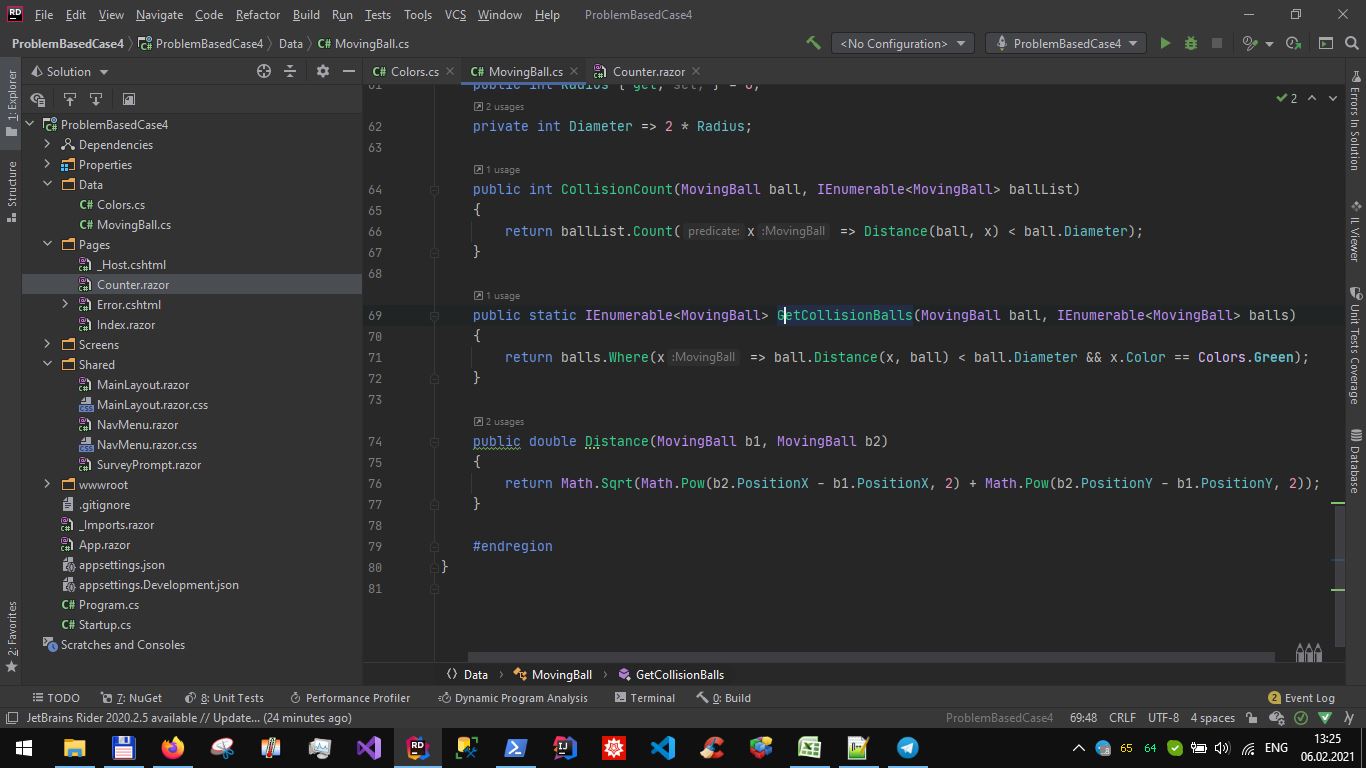 RD File Edit View Navigate Code Refactor Build Run Tests Tools VCS Window Help ProblemBasedCase4
ProblemBasedCase4 ProblemBasedCase4 Data C# MovingBall.cs <No Configuration> ProblemBasedCase4
Solution
C# Colors.cs C# MovingBall.cs Counter.razor
1: Explorer
Structure
2: Favorites
ProblemBasedCase4
Dependencies
Properties
Data
C# Colors.cs
C# MovingBall.cs
Pages
_Host.cshtml
Counter.razor
Error.cshtml
Index.razor
Screens
Shared
MainLayout.razor
MainLayout.razor.css
NavMenu.razor
NavMenu.razor.css
SurveyPrompt.razor
wwwroot
.gitignore
_Imports.razor
App.razor
appsettings.json
appsettings.Development.json
C# Program.cs
C# Startup.cs
Scratches and Consoles
61 public int Radius { get; set; } = 6;
2 usages
62 private int Diameter => 2 * Radius;
63
1 usage
64 public int CollisionCount(MovingBall ball, IEnumerable<MovingBall> ballList)
65 {
66 return ballList.Count( predicate: x :MovingBall => Distance(ball, x) < ball.Diameter);
67 }
68
1 usage
69 public static IEnumerable<MovingBall> GetCollisionBalls(MovingBall ball, IEnumerable<MovingBall> balls)
70 {
71 return balls.Where(x :MovingBall => ball.Distance(x, ball) < ball.Diameter && x.Color == Colors.Green);
72 }
73
2 usages
74 public double Distance(MovingBall b1, MovingBall b2)
75 {
76 return Math.Sqrt(Math.Pow(b2.PositionX - b1.PositionX, 2) + Math.Pow(b2.PositionY - b1.PositionY, 2));
77 }
78
79 #endregion
80 }
81
2
Errors In Solution
IL Viewer
Unit Tests Coverage
Database
Data MovingBall GetCollisionBalls
TODO 7: NuGet 8: Unit Tests Performance Profiler Dynamic Program Analysis Terminal 0: Build 2 Event Log
JetBrains Rider 2020.2.5 available // Update... (24 minutes ago) ProblemBasedCase4 69:48 CRLF UTF-8 4 spaces
65 64 ENG 13:25
06.02.2021